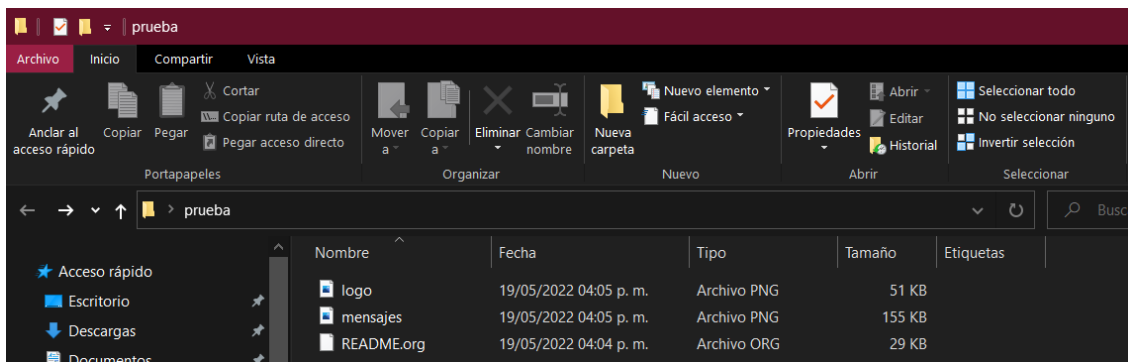 prueba
Archivo Inicio Compartir Vista
Anclar al acceso rápido
Copiar
Pegar
Cortar
Copiar ruta de acceso
Pegar acceso directo
Portapapeles
Mover a
Copiar a
Eliminar
Cambiar nombre
Organizar
Nueva carpeta
Nuevo elemento
Fácil acceso
Nuevo
Propiedades
Abrir
Editar
Historial
Abrir
Seleccionar todo
No seleccionar ninguno
Invertir selección
Seleccionar
prueba
Busc
Acceso rápido
Escritorio
Descargas
Documentos
Nombre Fecha Tipo Tamaño Etiquetas
logo 19/05/2022 04:05 p. m. Archivo PNG 51 KB
mensajes 19/05/2022 04:05 p. m. Archivo PNG 155 KB
README.org 19/05/2022 04:04 p. m. Archivo ORG 29 KB